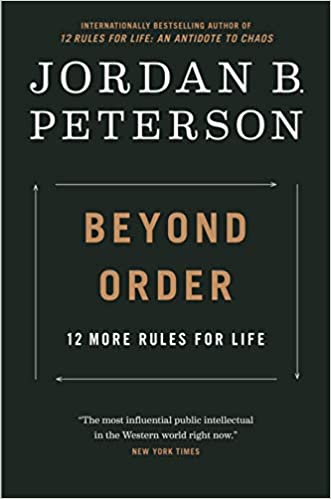 INTERNATIONALLY BESTSELLING AUTHOR OF
12 RULES FOR LIFE: AN ANTIDOTE TO CHAOS
JORDAN B.
PETERSON
BEYOND
ORDER
12 MORE RULES FOR LIFE
"The most influential public intellectual
in the Western world right now."
NEW YORK TIMES